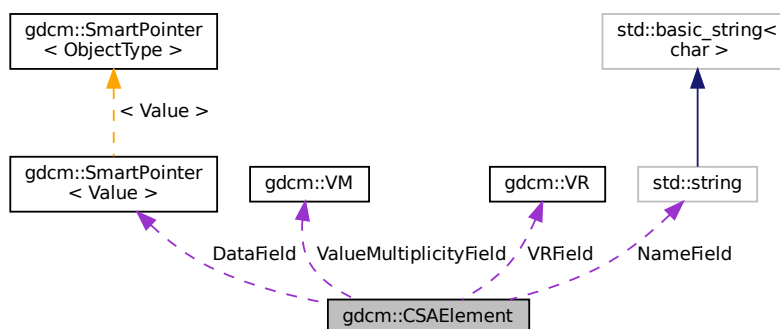 gdcm::SmartPointer
< ObjectType >
std::basic_string<
char >
< Value >
gdcm::SmartPointer
< Value >
gdcm::VM
gdcm::VR
std::string
DataField
ValueMultiplicityField
VRField
NameField
gdcm::CSAElement